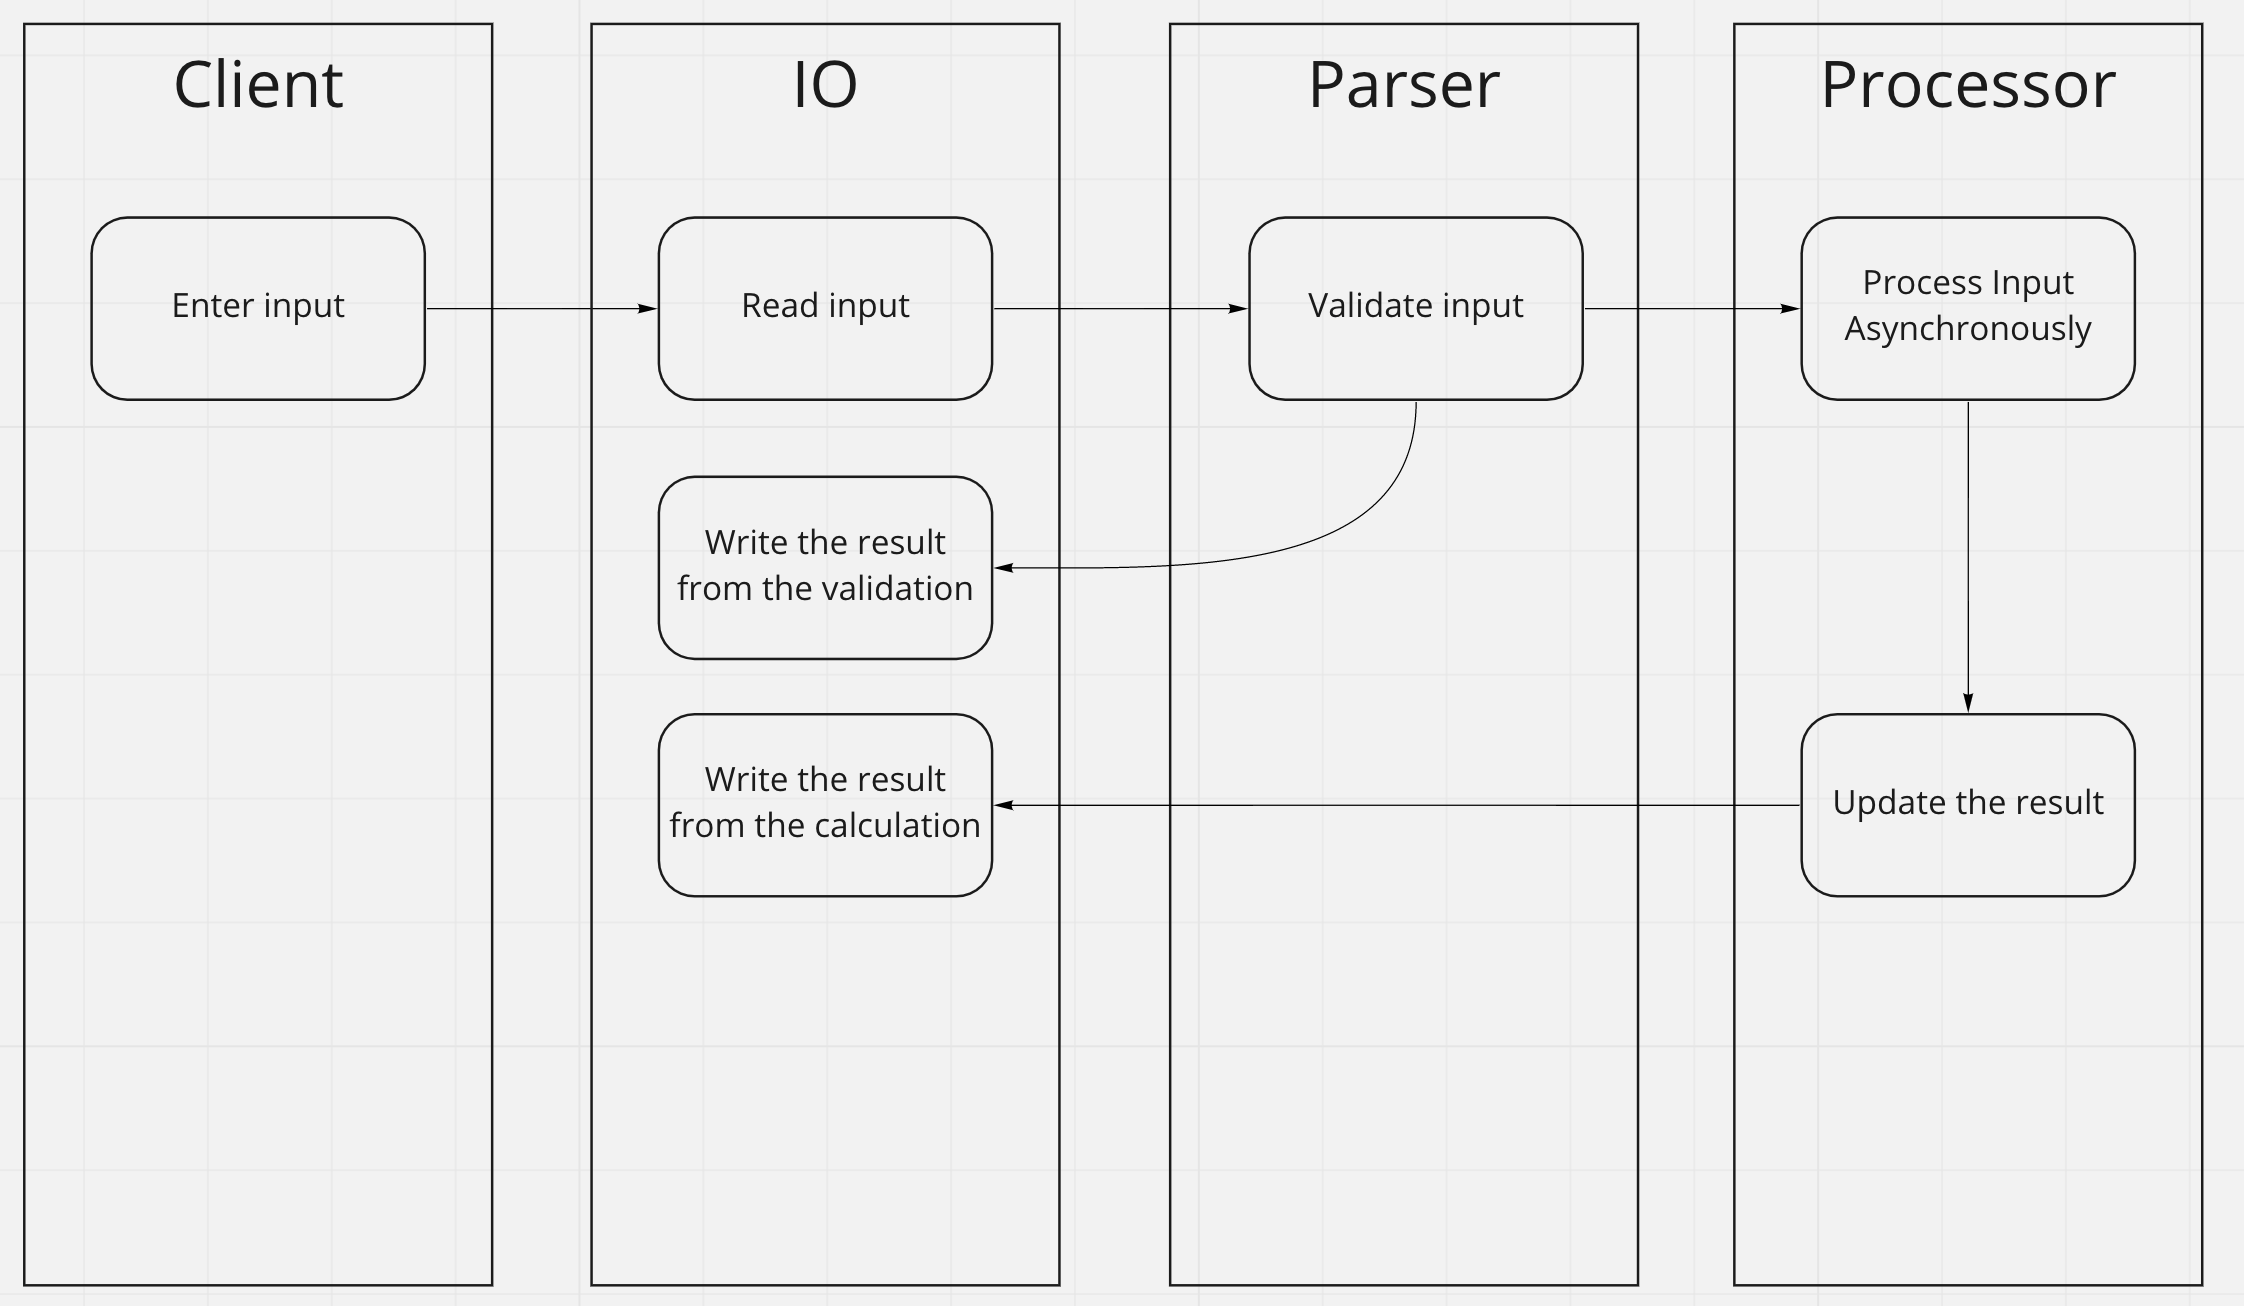 Client
IO
Parser
Processor
Enter input
Read input
Validate input
Process Input
Asynchronously
Write the result
from the validation
Write the result
from the calculation
Update the result